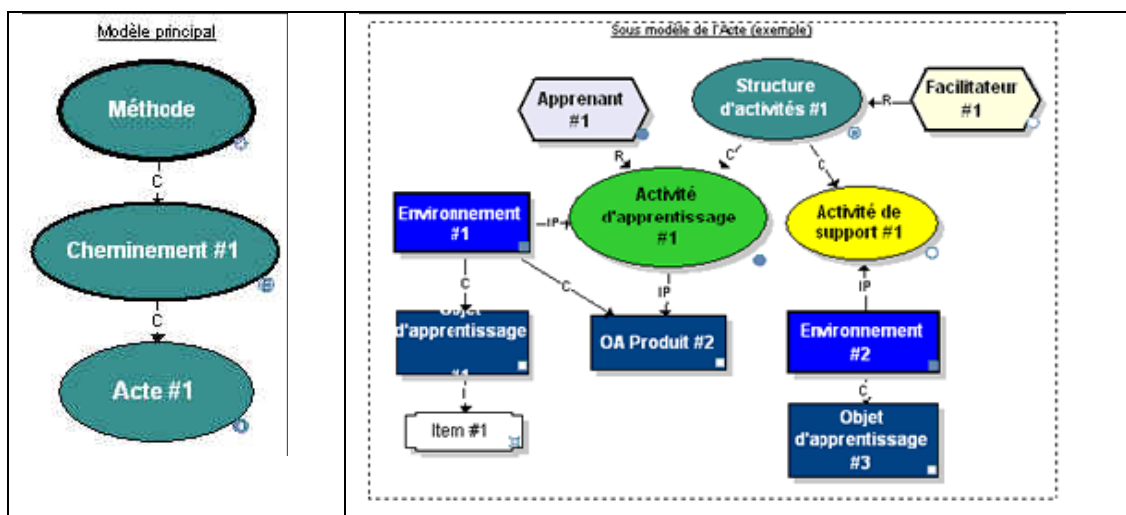 Modèle principal
Méthode
C
Cheminement #1
C
Acte #1
Sous modèle de l'Acte (exemple)
Apprenant
#1
Structure
d'activités #1
Facilitateur
#1
R
R
C
C
Environnement
#1
IP
Activité
d'apprentissage
#1
Activité de
support #1
C
C
IP
IP
Objet
d'apprentissage
#1
OA Produit #2
Environnement
#2
I
C
Item #1
Objet
d'apprentissage
#3